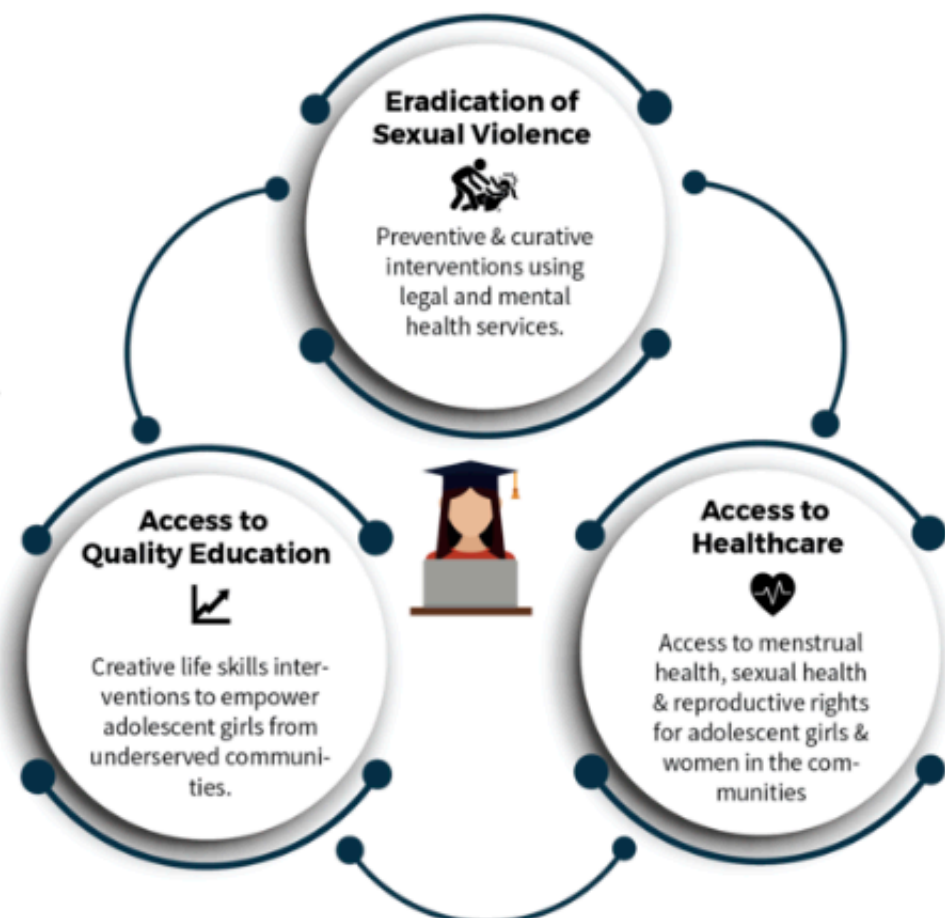 Eradication of
Sexual Violence
Preventive & curative
interventions using
legal and mental
health services.
Access to
Quality Education
Creative life skills inter-
ventions to empower
adolescent girls from
underserved communi-
ties.
Access to
Healthcare
Access to menstrual
health, sexual health
& reproductive rights
for adolescent girls &
women in the com-
munities